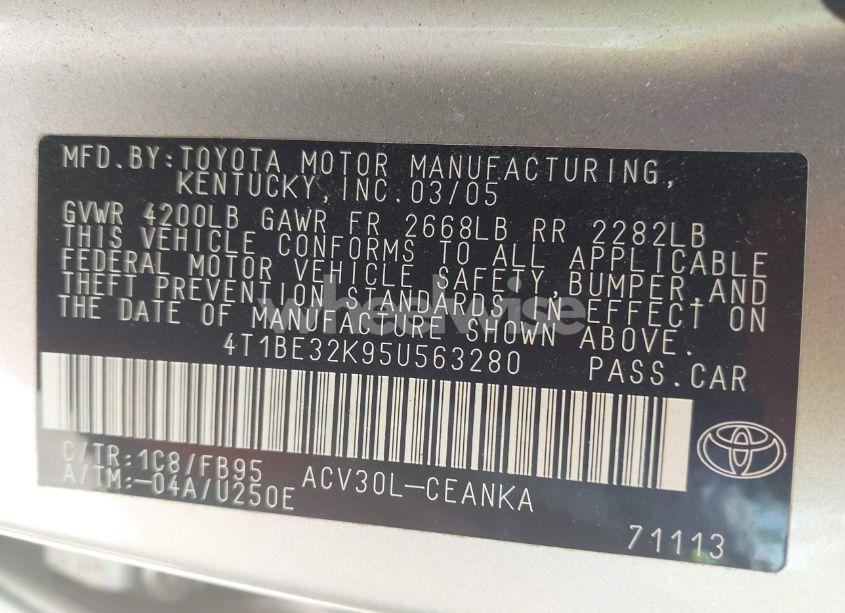 MFD.BY:TOYOTA MOTOR MANUFACTURING,
KENTUCKY,INC.03/05
GVWR 4200LB GAWR FR 2668LB RR 2282LB
THIS VEHICLE CONFORMS TO ALL APPLICABLE
FEDERAL MOTOR VEHICLE SAFETY,BUMPER,AND
THEFT PREVENTION STANDARDS IN EFFECT ON
THE DATE OF MANUFACTURE SHOWN ABOVE.
wheelwise
4T1BE32K95U563280 PASS.CAR
C/TR:1C8/FB95
A/TM:-04A/U250E
ACV30L-CEANKA
71113